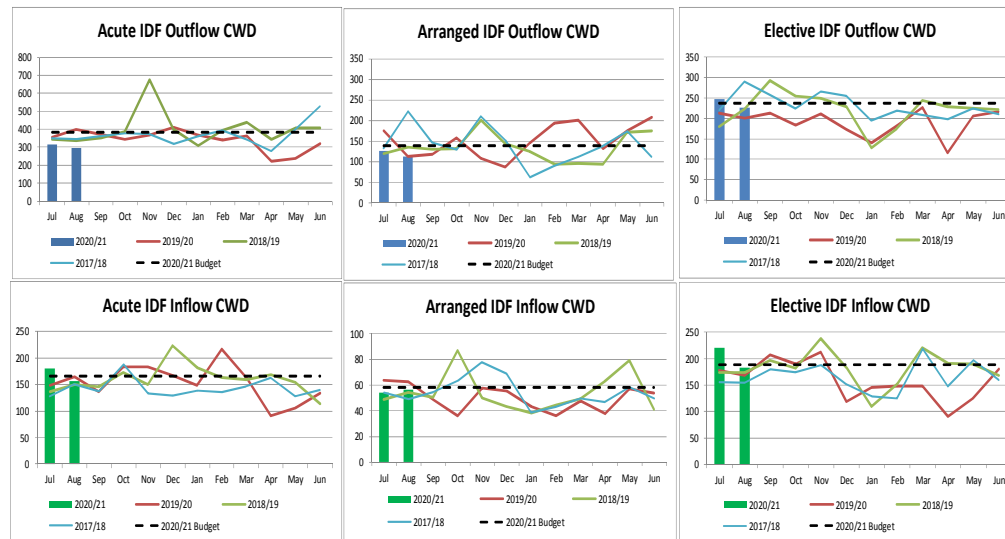 Acute IDF Outflow CWD
800
700
600
500
400
300
200
100
0
Jul Aug Sep Oct Nov Dec Jan Feb Mar Apr May Jun
2020/21 2019/20 2018/19
2017/18 2020/21 Budget
Arranged IDF Outflow CWD
350
300
250
200
150
100
50
0
Jul Aug Sep Oct Nov Dec Jan Feb Mar Apr May Jun
2020/21 2019/20 2018/19
2017/18 2020/21 Budget
Elective IDF Outflow CWD
350
300
250
200
150
100
50
0
Jul Aug Sep Oct Nov Dec Jan Feb Mar Apr May Jun
2020/21 2019/20 2018/19
2017/18 2020/21 Budget
Acute IDF Inflow CWD
250
200
150
100
50
0
Jul Aug Sep Oct Nov Dec Jan Feb Mar Apr May Jun
2020/21 2019/20 2018/19
2017/18 2020/21 Budget
Arranged IDF Inflow CWD
100
80
60
40
20
0
Jul Aug Sep Oct Nov Dec Jan Feb Mar Apr May Jun
2020/21 2019/20 2018/19
2017/18 2020/21 Budget
Elective IDF Inflow CWD
250
200
150
100
50
0
Jul Aug Sep Oct Nov Dec Jan Feb Mar Apr May Jun
2020/21 2019/20 2018/19
2017/18 2020/21 Budget